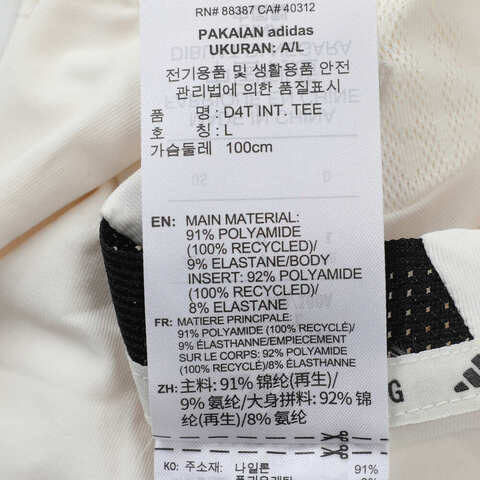 RN# 88387 CA# 40312
PAKAIAN adidas
UKURAN: A/L
전기용품 및 생활용품 안전
관리법에 의한 품질표시
품 명 : D4T INT. TEE
호 칭 : L
가슴둘레 100cm
EN: MAIN MATERIAL:
91% POLYAMIDE
(100% RECYCLED)/
9% ELASTANE/BODY
INSERT: 92% POLYAMIDE
(100% RECYCLED)/
8% ELASTANE
FR: MATIERE PRINCIPALE:
91% POLYAMIDE (100% RECYCLÉ)/
9% ÉLASTHANNE/EMPIECEMENT
SUR LE CORPS: 92% POLYAMIDE
(100% RECYCLÉ)/8% ÉLASTHANNE
ZH: 主料: 91% 锦纶(再生)/
9% 氨纶/大身拼料: 92% 锦
纶(再生)/8% 氨纶
G
KO: 주소재: 나일론 91%